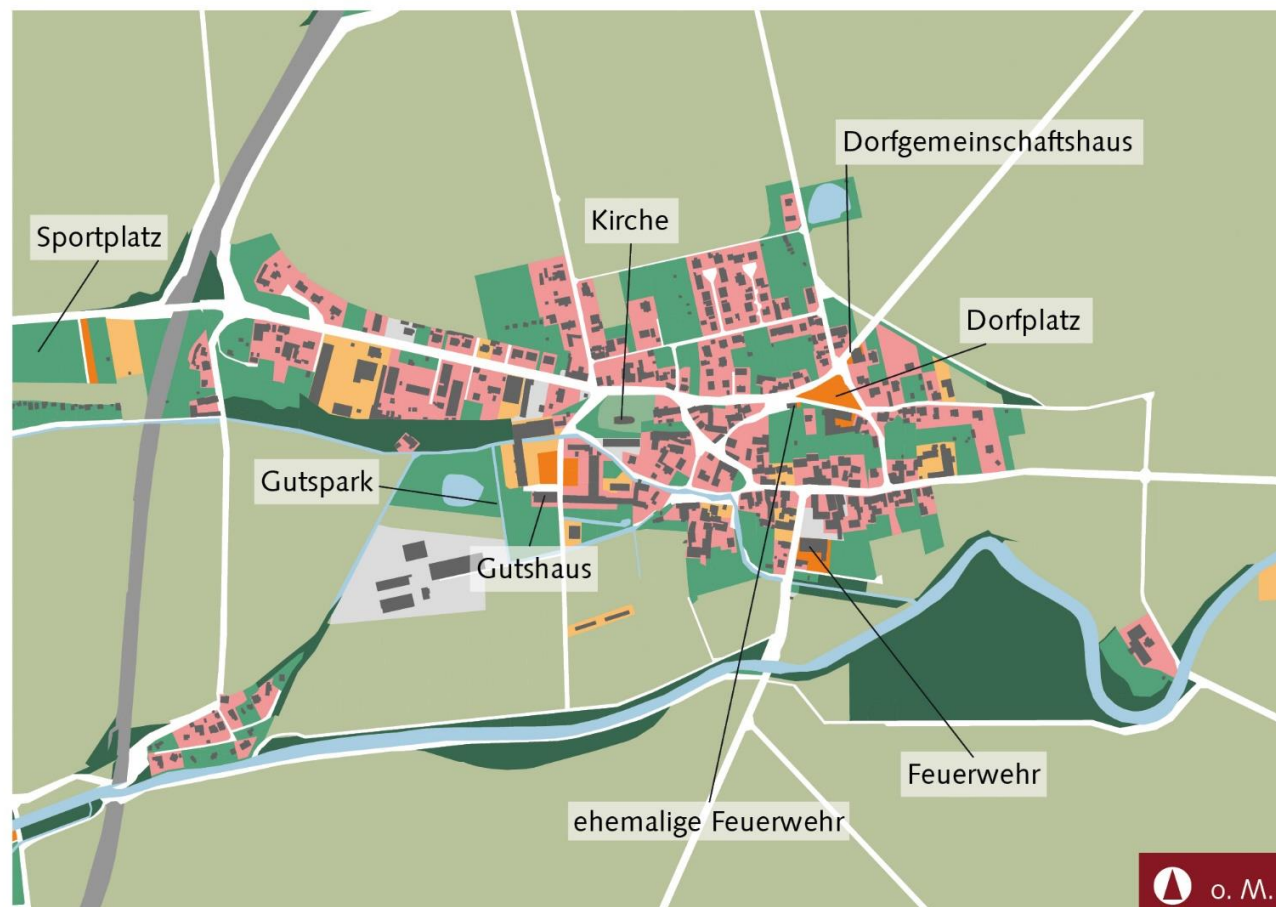 Dorfgemeinschaftshaus
Kirche
Sportplatz
Dorfplatz
Gutspark
Gutshaus
Feuerwehr
ehemalige Feuerwehr
o. M.